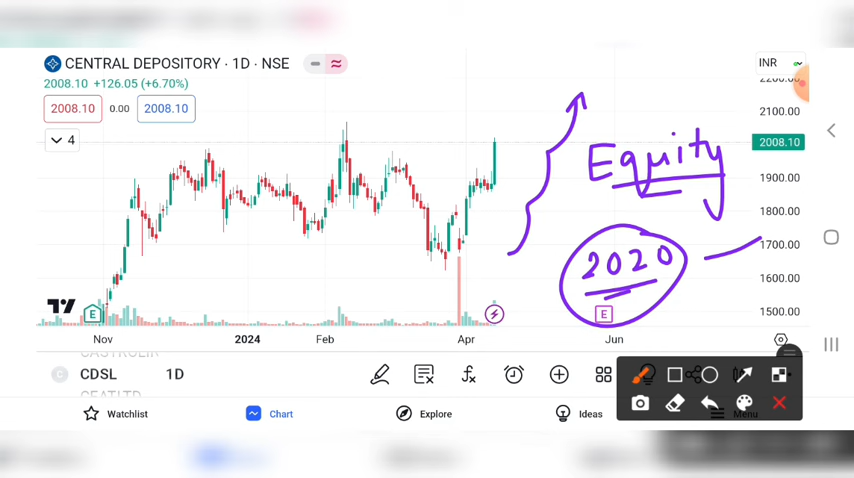 CENTRAL DEPOSITORY · 1D · NSE
INR
2008.10 +126.05 (+6.70%)
2200.00
2008.10 0.00 2008.10
2100.00
4
2008.10
Equity
1900.00
1800.00
1700.00
2020
1600.00
1500.00
E
E
Nov 2024 Feb Apr Jun
CDSL 1D
Watchlist
Chart
Explore
Ideas
Menu